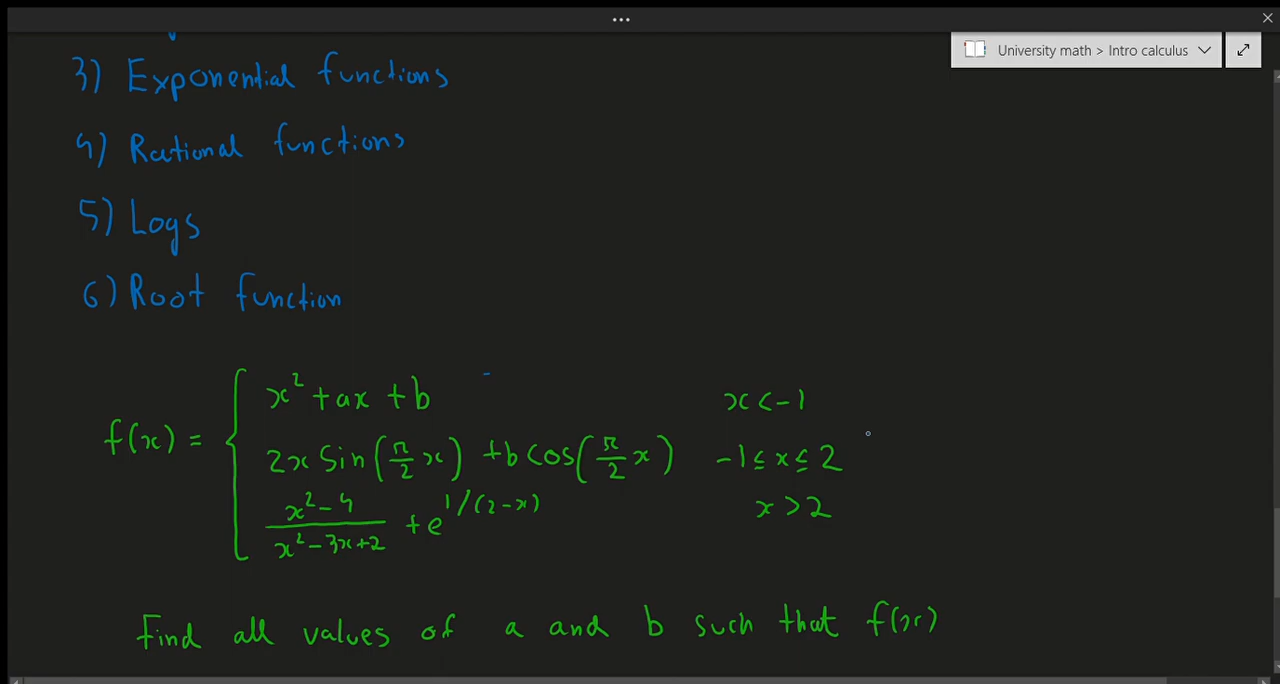 ...
University math > Intro calculus
3) Exponential functions
4) Rational functions
5) Logs
6) Root function
x² + ax + b    x < -1
f(x) = { 2x sin(π/2 x) + b cos(π/2 x)    -1 ≤ x ≤ 2
(x² - 4)/(x² - 3x + 2) + e^(1/(2-x))    x > 2
Find all values of a and b such that f(x)